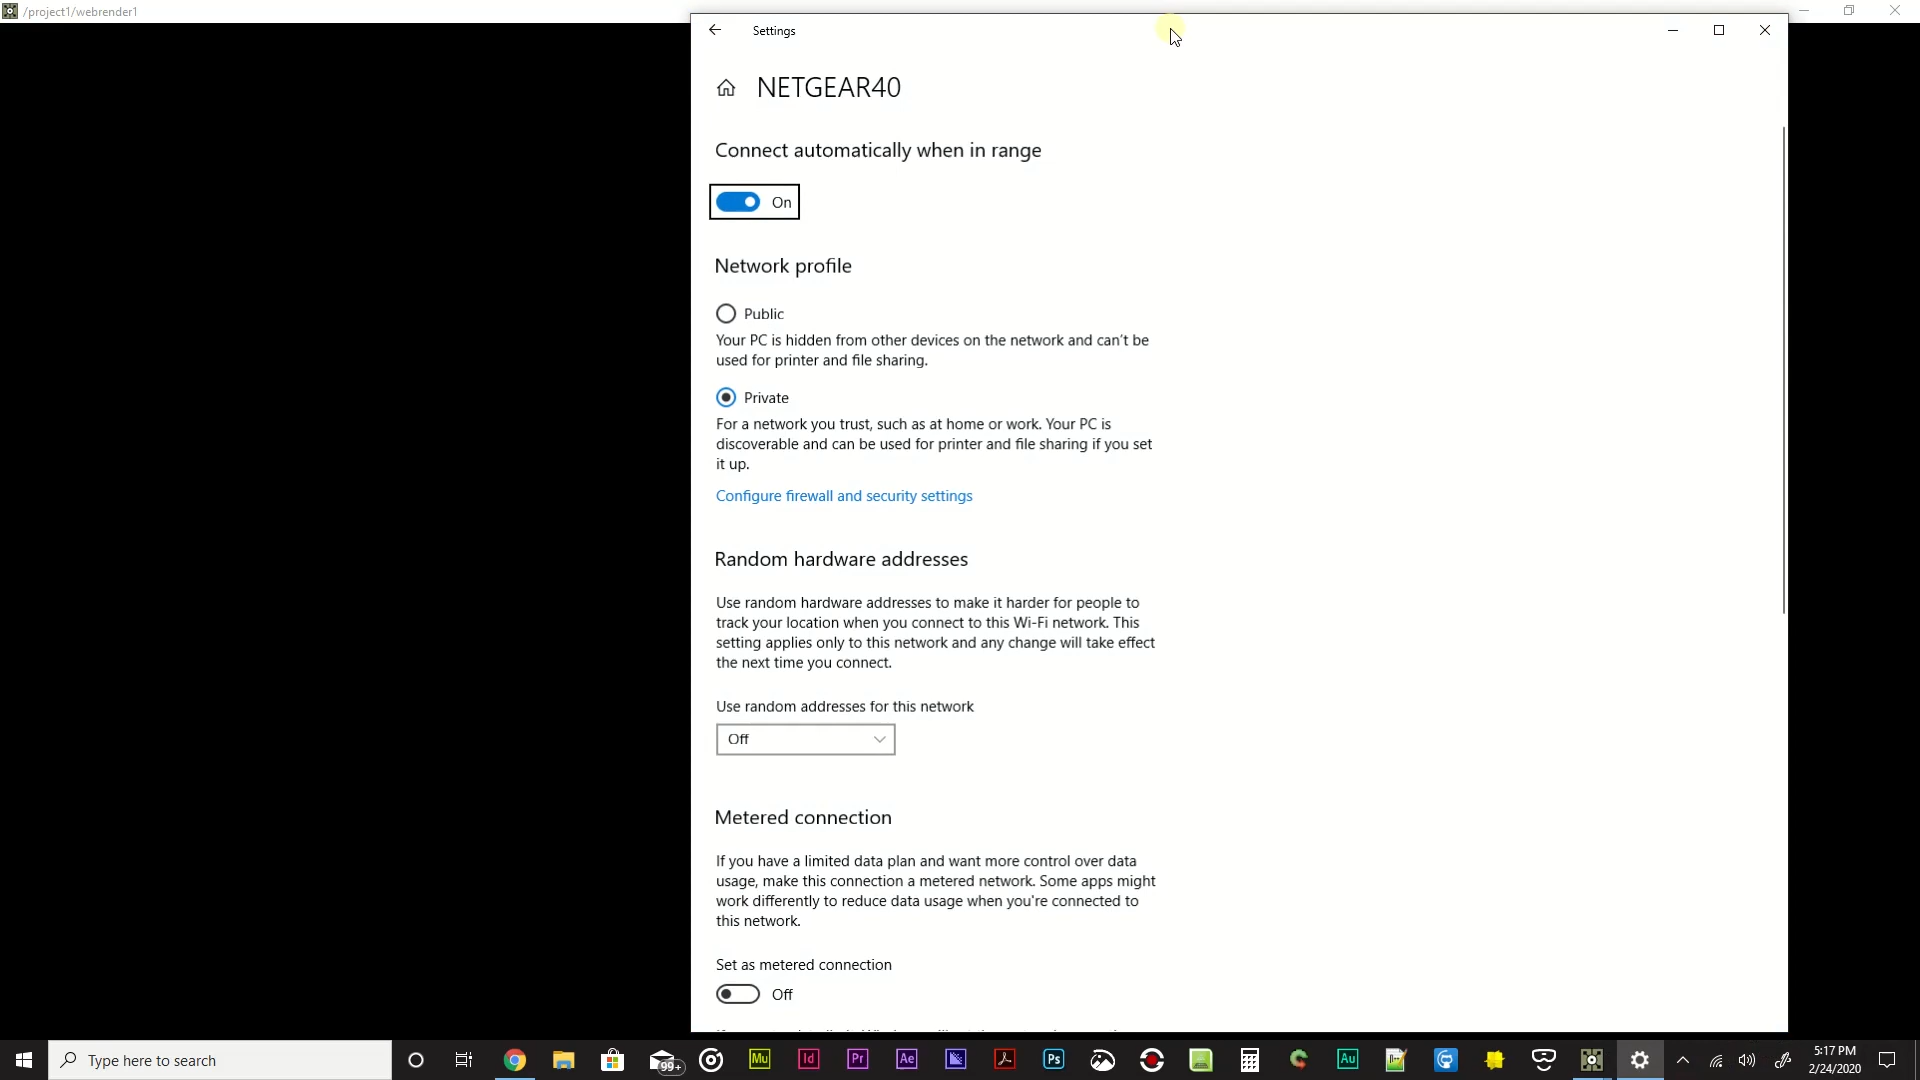 /project1/webrender1
Settings
NETGEAR40
Connect automatically when in range
On
Network profile
Public
Your PC is hidden from other devices on the network and can't be
used for printer and file sharing.
Private
For a network you trust, such as at home or work. Your PC is
discoverable and can be used for printer and file sharing if you set
it up.
Configure firewall and security settings
Random hardware addresses
Use random hardware addresses to make it harder for people to
track your location when you connect to this Wi-Fi network. This
setting applies only to this network and any change will take effect
the next time you connect.
Use random addresses for this network
Off
Metered connection
If you have a limited data plan and want more control over data
usage, make this connection a metered network. Some apps might
work differently to reduce data usage when you're connected to
this network.
Set as metered connection
Off
Type here to search
99+
Mu
Id
Pr
Ae
Ps
Au
5:17 PM
2/24/2020